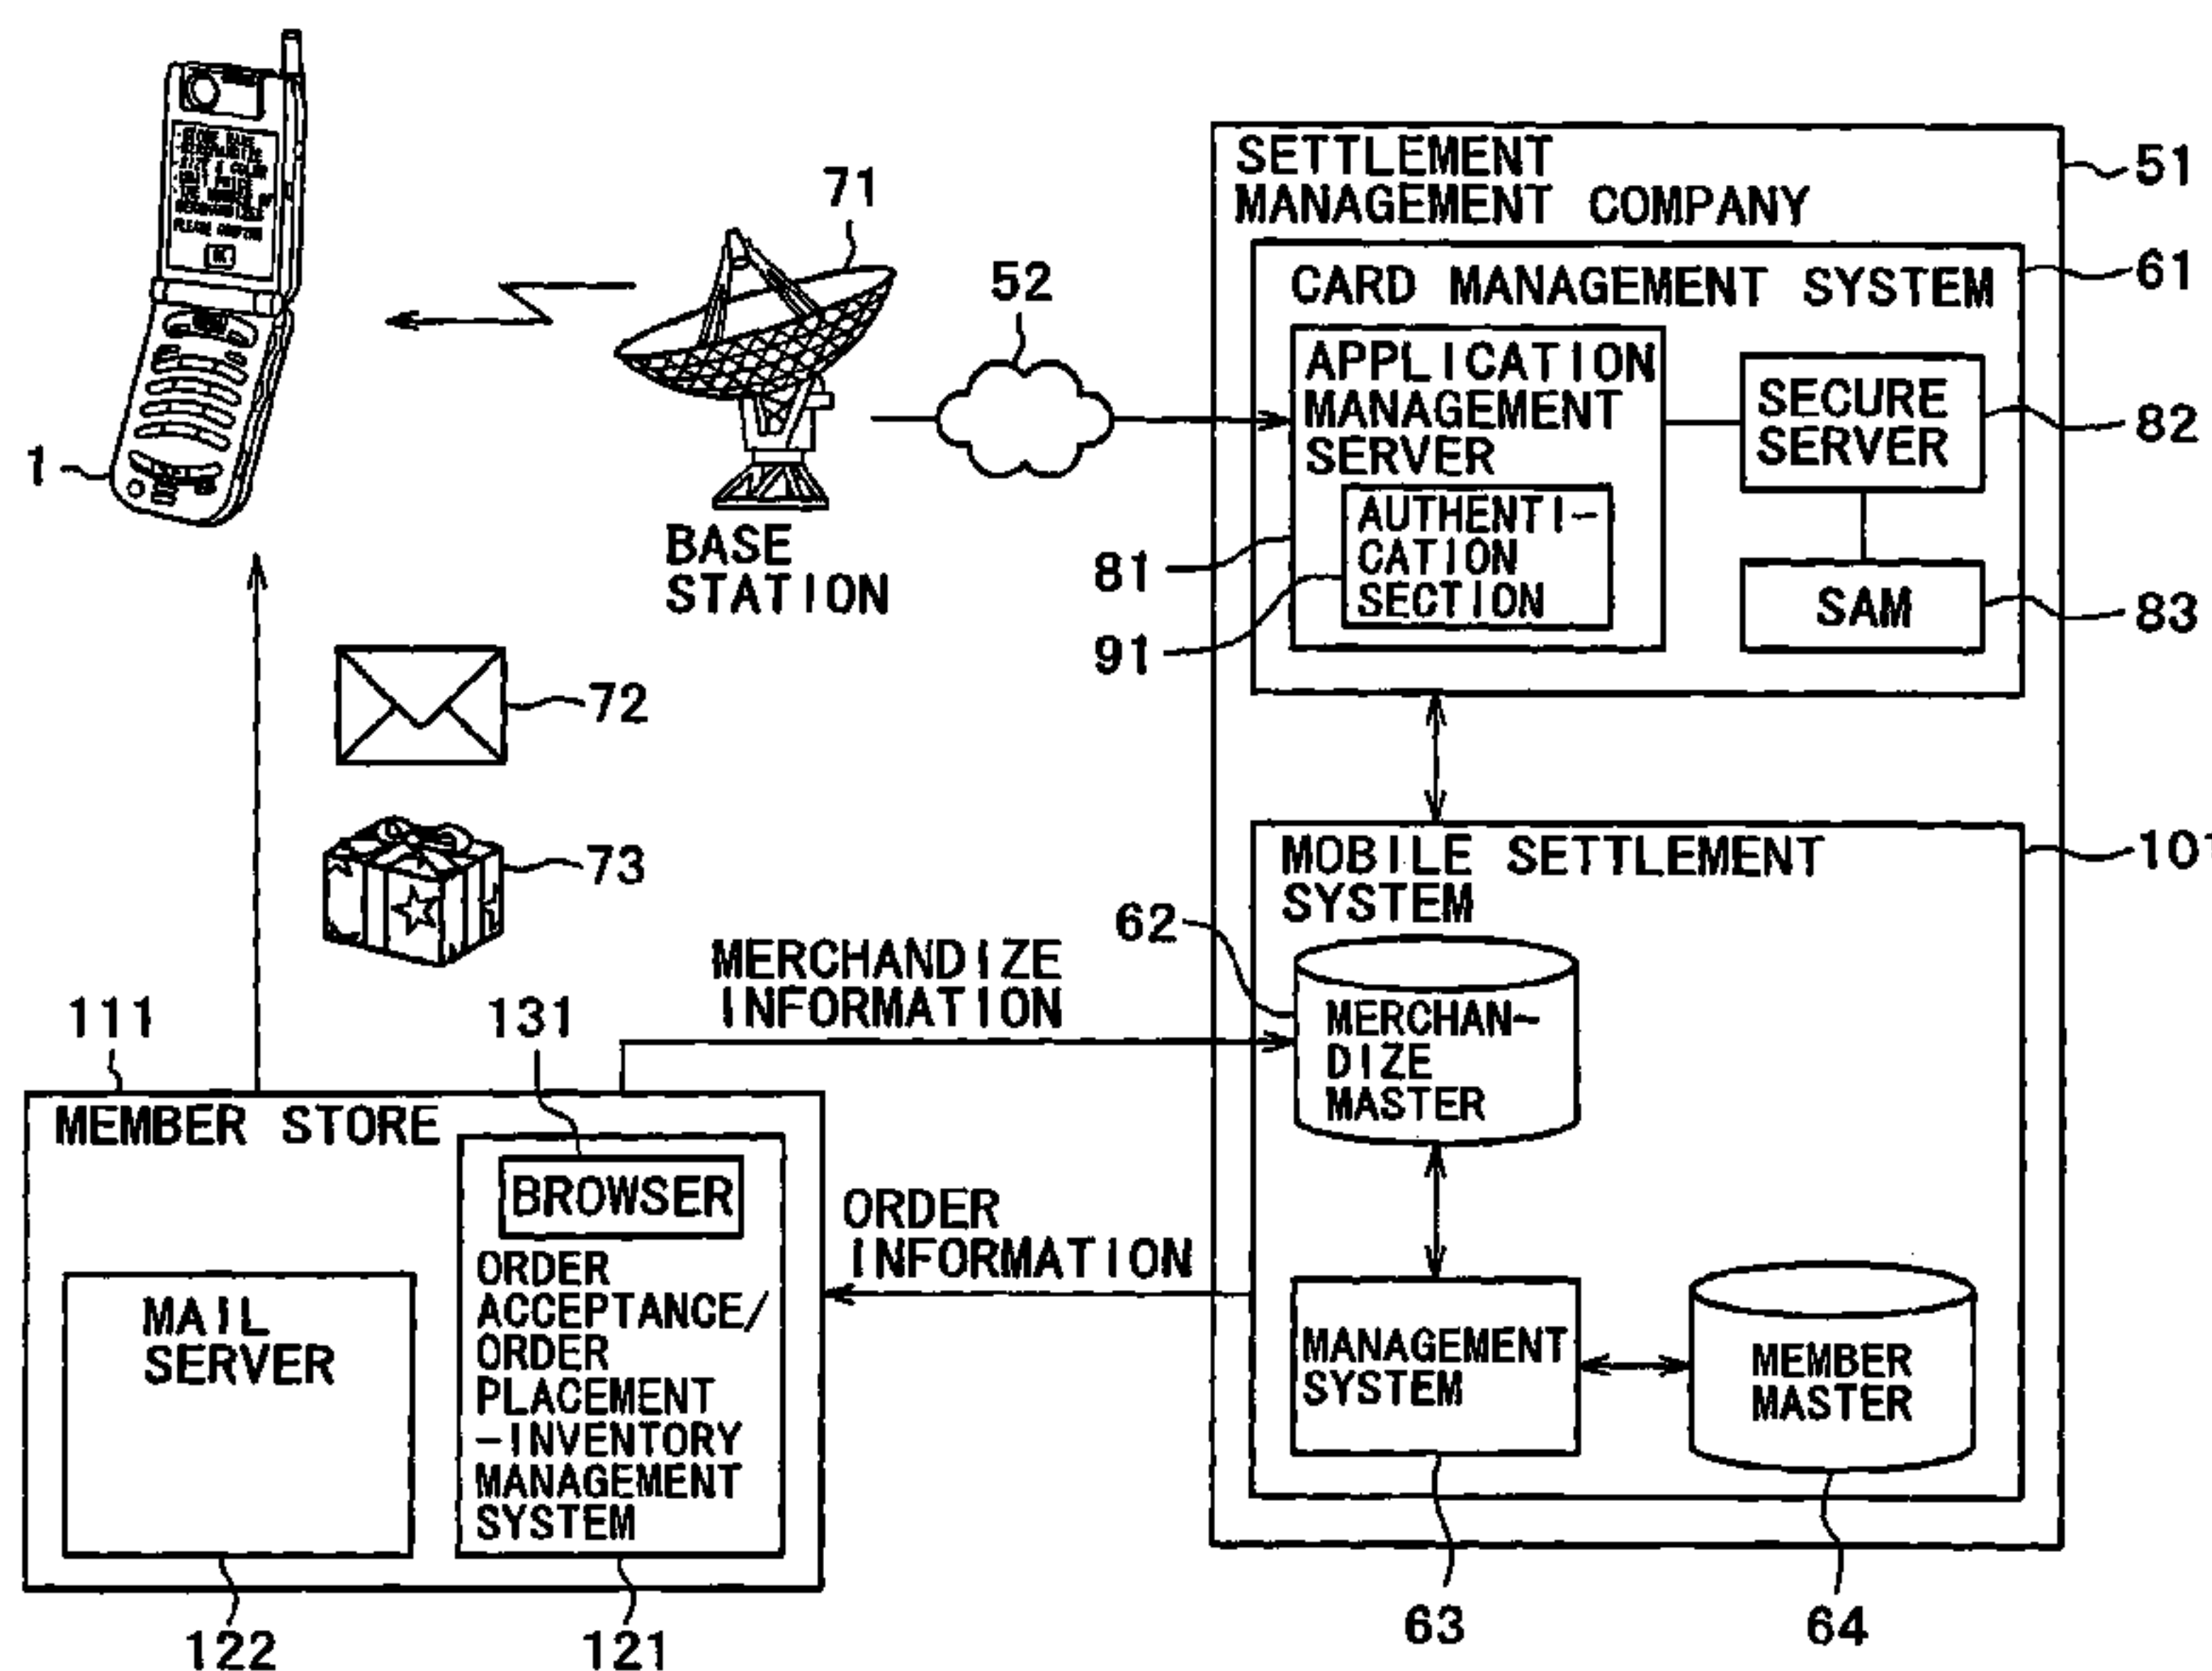 1
71
BASE
STATION
52
SETTLEMENT
MANAGEMENT COMPANY
51
CARD MANAGEMENT SYSTEM
61
APPLICATION
MANAGEMENT
SERVER
81
AUTHENTI-
CATION
SECTION
91
SECURE
SERVER
82
SAM
83
72
73
MOBILE SETTLEMENT
SYSTEM
101
62
MERCHAN-
DIZE
MASTER
MERCHANDIZE
INFORMATION
111
131
MEMBER STORE
BROWSER
ORDER
ACCEPTANCE/
ORDER
PLACEMENT
-INVENTORY
MANAGEMENT
SYSTEM
MAIL
SERVER
ORDER
INFORMATION
MANAGEMENT
SYSTEM
MEMBER
MASTER
63
64
122
121